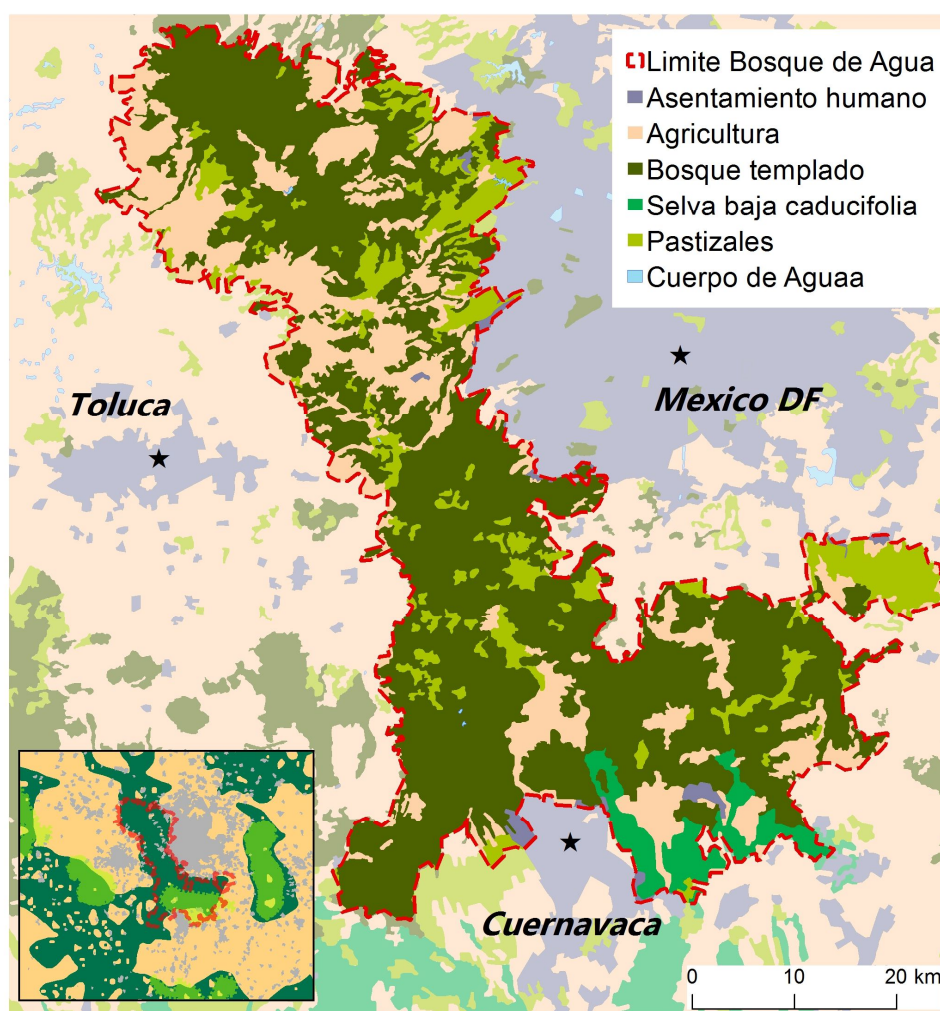 Limite Bosque de Agua
Asentamiento humano
Agricultura
Bosque templado
Selva baja caducifolia
Pastizales
Cuerpo de Aguaa
Toluca
Mexico DF
Cuernavaca
0 10 20 km